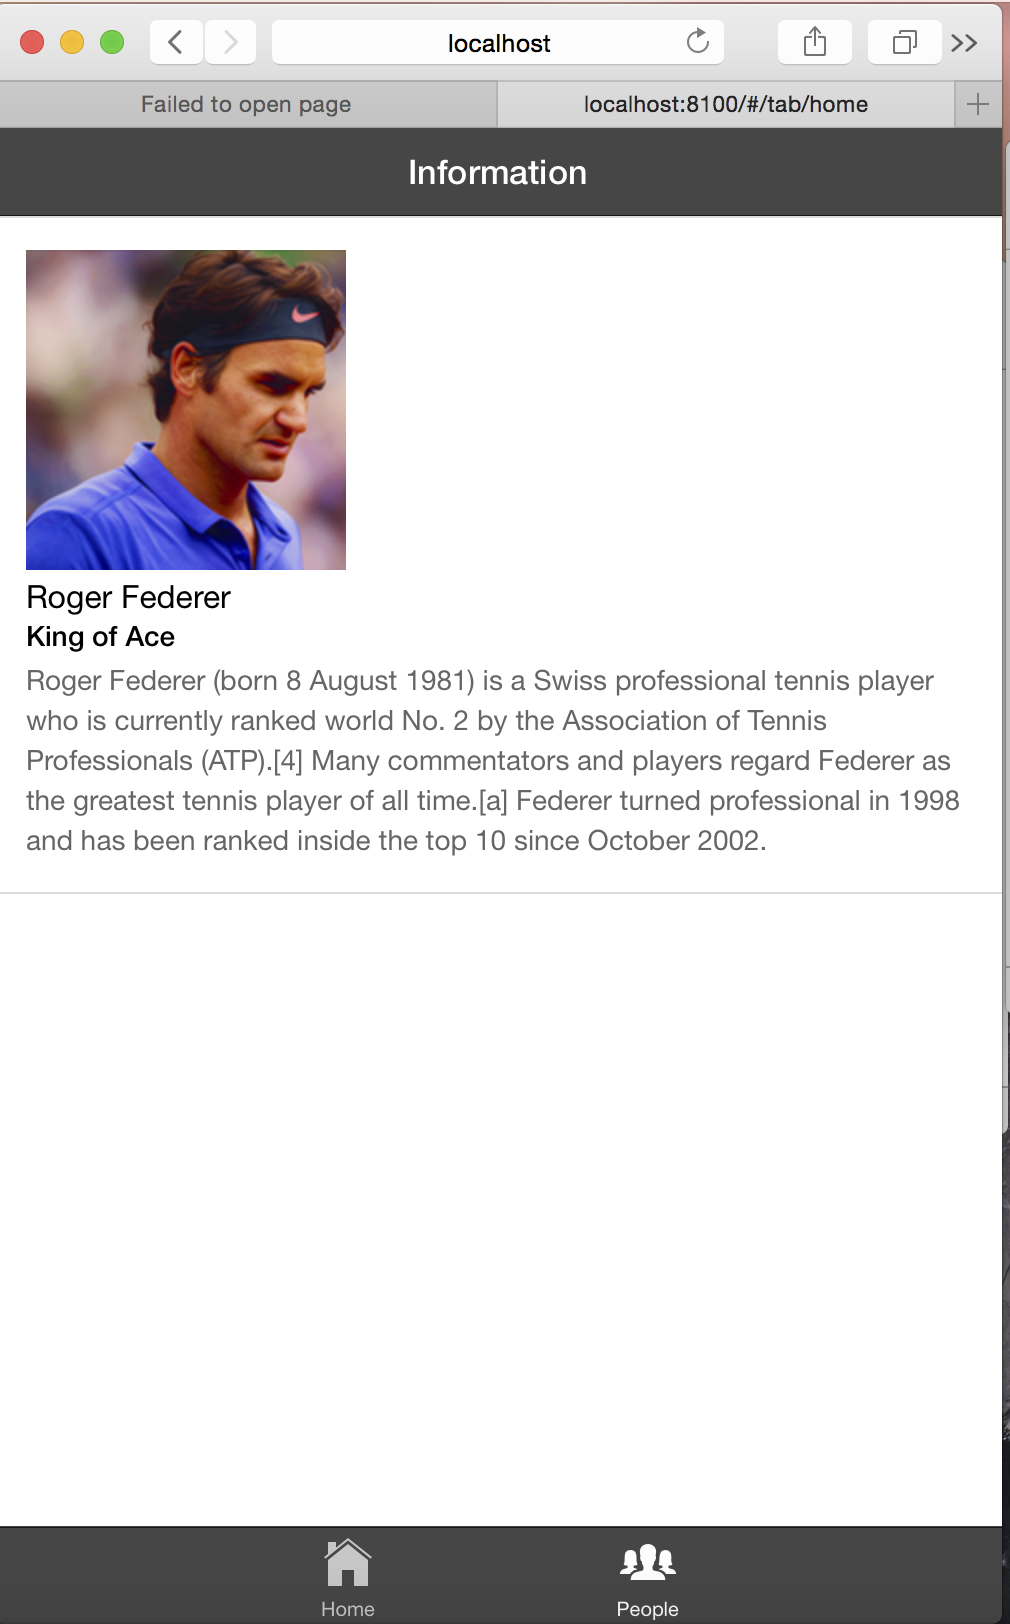 localhost
Failed to open page
localhost:8100/#/tab/home
Information
Roger Federer
King of Ace
Roger Federer (born 8 August 1981) is a Swiss professional tennis player
who is currently ranked world No. 2 by the Association of Tennis
Professionals (ATP).[4] Many commentators and players regard Federer as
the greatest tennis player of all time.[a] Federer turned professional in 1998
and has been ranked inside the top 10 since October 2002.
Home
People